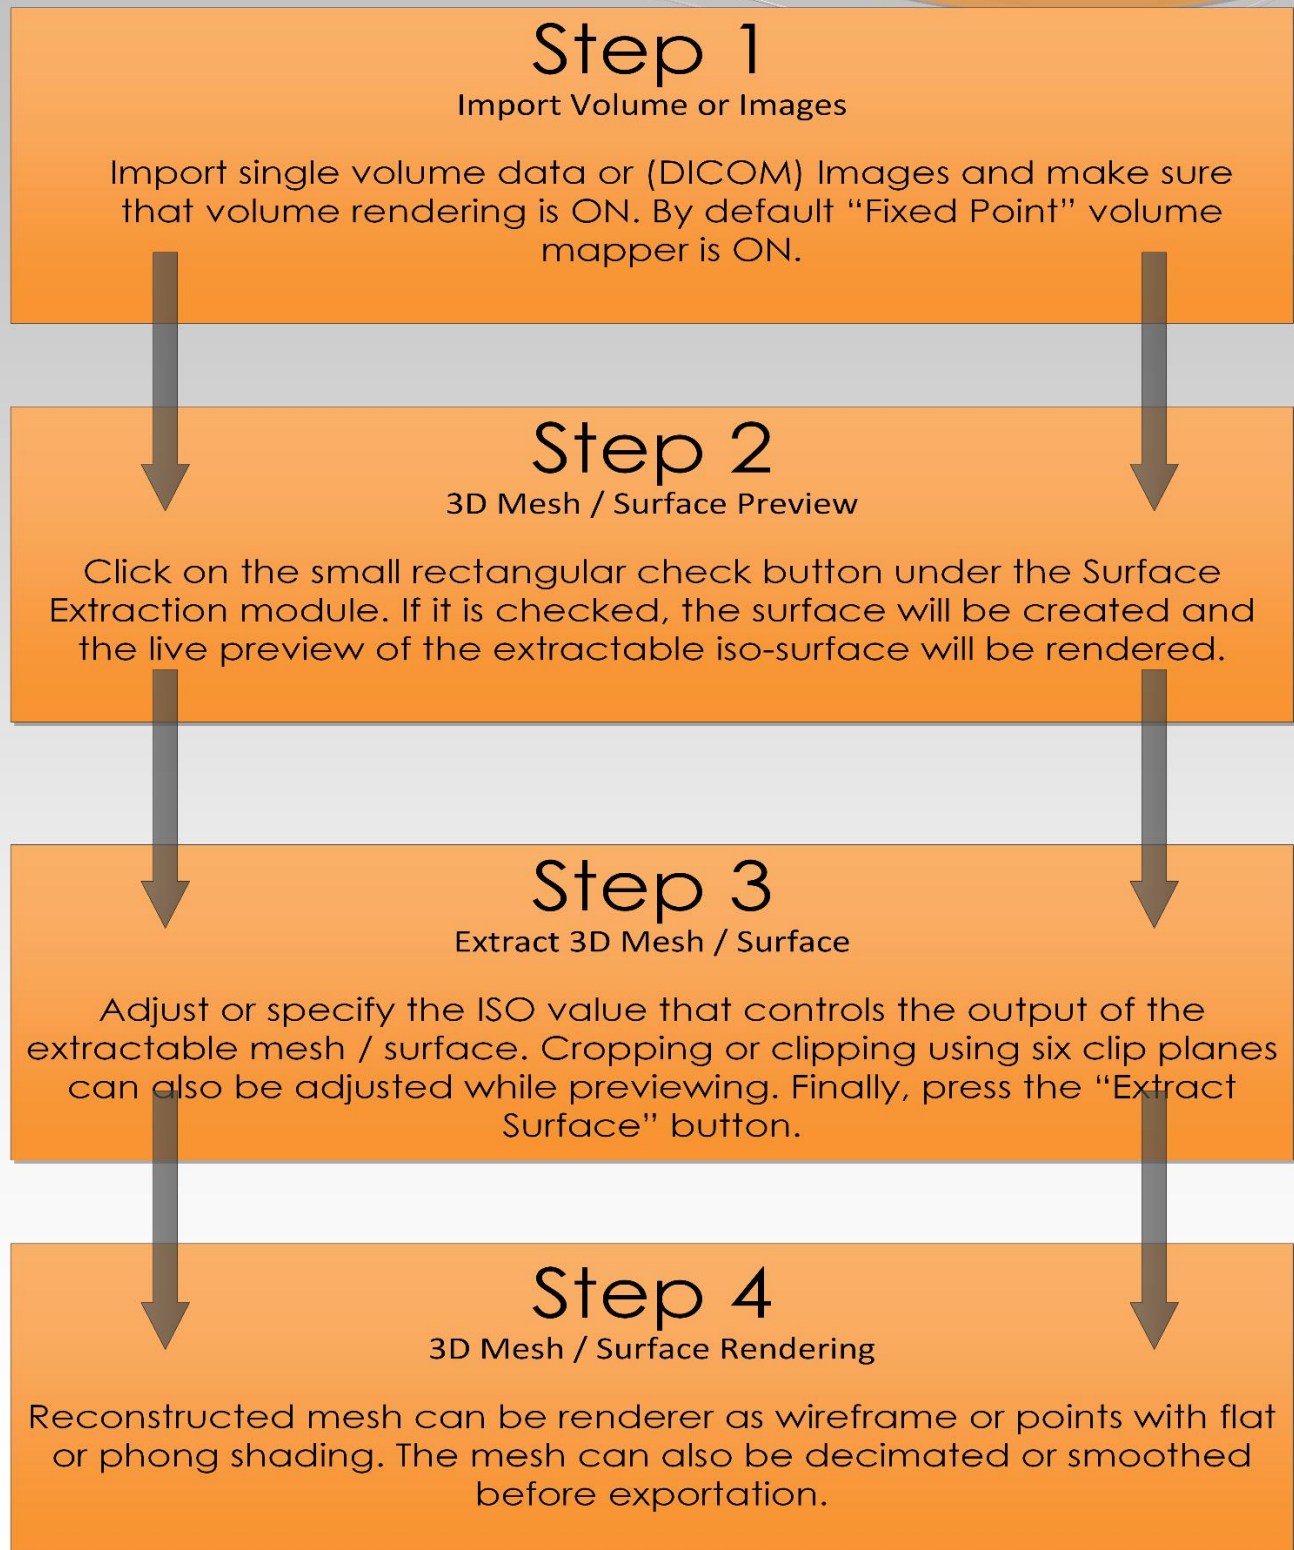 Step 1
Import Volume or Images
Import single volume data or (DICOM) Images and make sure
that volume rendering is ON. By default “Fixed Point” volume
mapper is ON.
Step 2
3D Mesh / Surface Preview
Click on the small rectangular check button under the Surface
Extraction module. If it is checked, the surface will be created and
the live preview of the extractable iso-surface will be rendered.
Step 3
Extract 3D Mesh / Surface
Adjust or specify the ISO value that controls the output of the
extractable mesh / surface. Cropping or clipping using six clip planes
can also be adjusted while previewing. Finally, press the “Extract
Surface” button.
Step 4
3D Mesh / Surface Rendering
Reconstructed mesh can be renderer as wireframe or points with flat
or phong shading. The mesh can also be decimated or smoothed
before exportation.